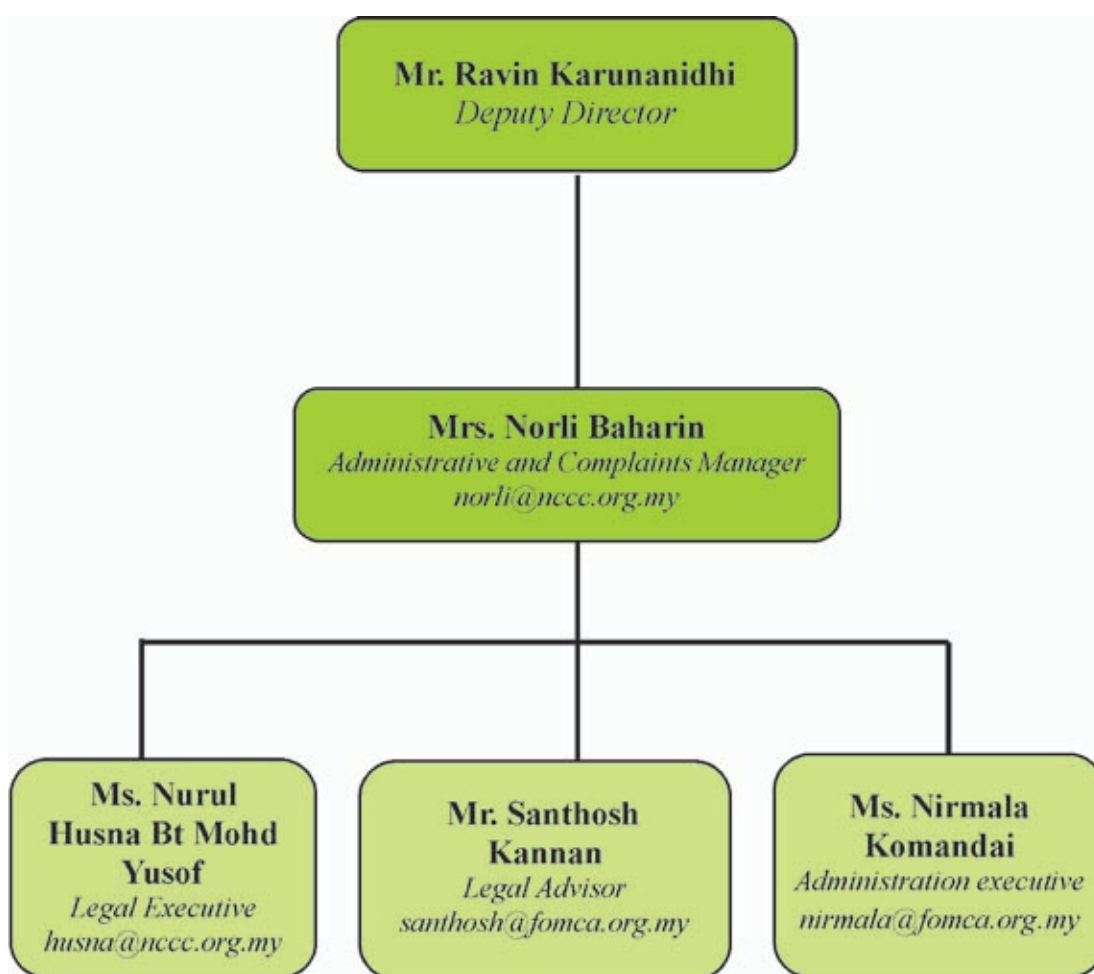 Mr. Ravin Karunanidhi
Deputy Director
Mrs. Norli Baharin
Administrative and Complaints Manager
norli@nccc.org.my
Ms. Nurul
Husna Bt Mohd
Yusof
Legal Executive
husna@nccc.org.my
Mr. Santhosh
Kannan
Legal Advisor
santhosh@fomca.org.my
Ms. Nirmala
Komandai
Administration executive
nirmala@fomca.org.my